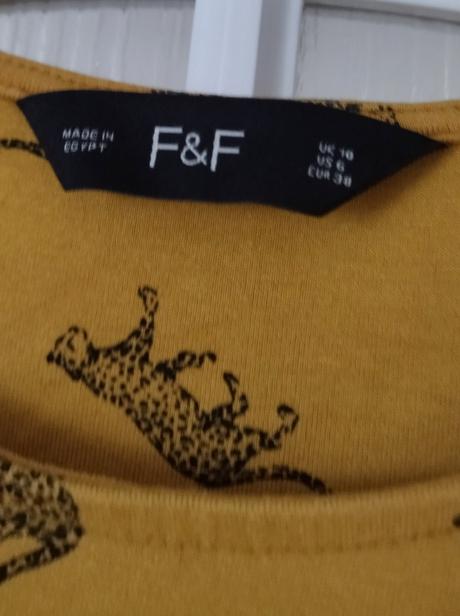 MADE IN
EGYPT
F&F
UK 10
US 6
EUR 38